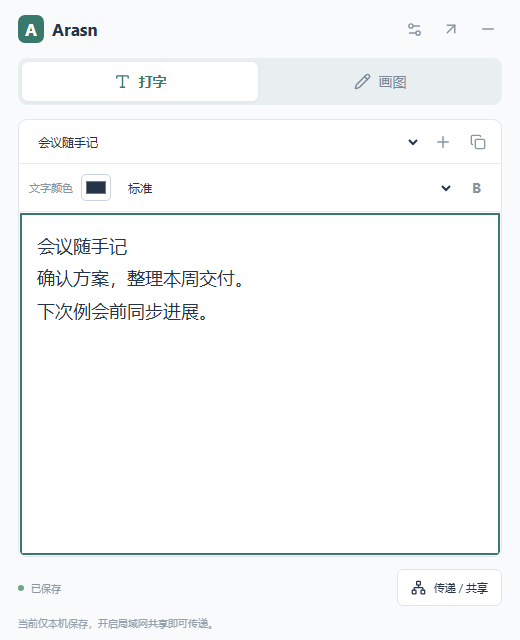 A Arasn
打字
画图
会议随手记
文字颜色 标准 B
会议随手记
确认方案，整理本周交付。
下次例会前同步进展。
已保存
传递 / 共享
当前仅本机保存，开启局域网共享即可传递。